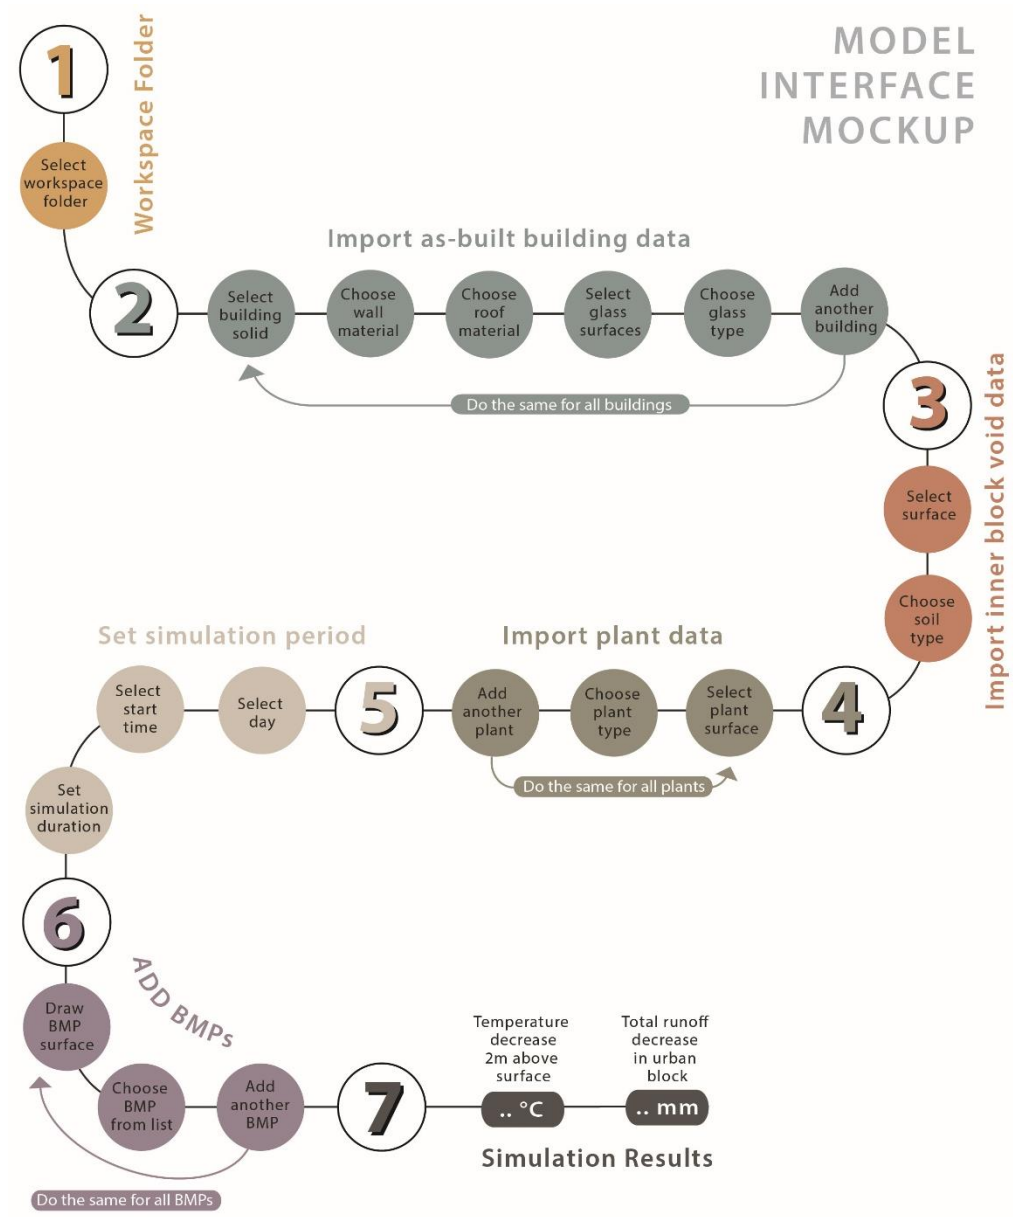 MODEL
INTERFACE
MOCKUP
1
Workspace Folder
Select
workspace
folder
Import as-built building data
2
Select
building
solid
Choose
wall
material
Choose
roof
material
Select
glass
surfaces
Choose
glass
type
Add
another
building
Do the same for all buildings
3
Import inner block void data
Select
surface
Choose
soil
type
4
Import plant data
Select
plant
surface
Choose
plant
type
Add
another
plant
Do the same for all plants
5
Set simulation period
Select
day
Select
start
time
Set
simulation
duration
6
ADD BMPs
Draw
BMP
surface
Choose
BMP
from list
Add
another
BMP
Do the same for all BMPs
7
Temperature
decrease
2m above
surface
.. °C
Total runoff
decrease
in urban
block
.. mm
Simulation Results